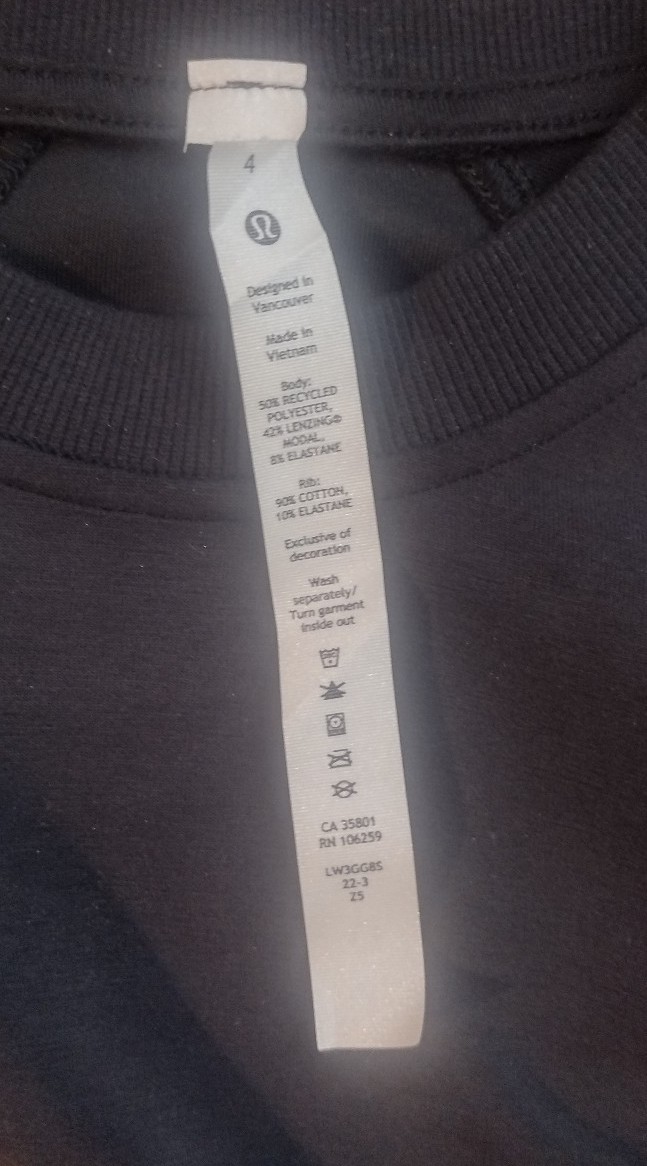 4
Designed in
Vancouver
Made in
Vietnam
Body:
50% RECYCLED
POLYESTER,
42% LENZING®
MODAL,
8% ELASTANE
Rib:
90% COTTON,
10% ELASTANE
Exclusive of
decoration
Wash
separately/
Turn garment
inside out
CA 35801
RN 106259
LW3GG8S
22-3
Z5